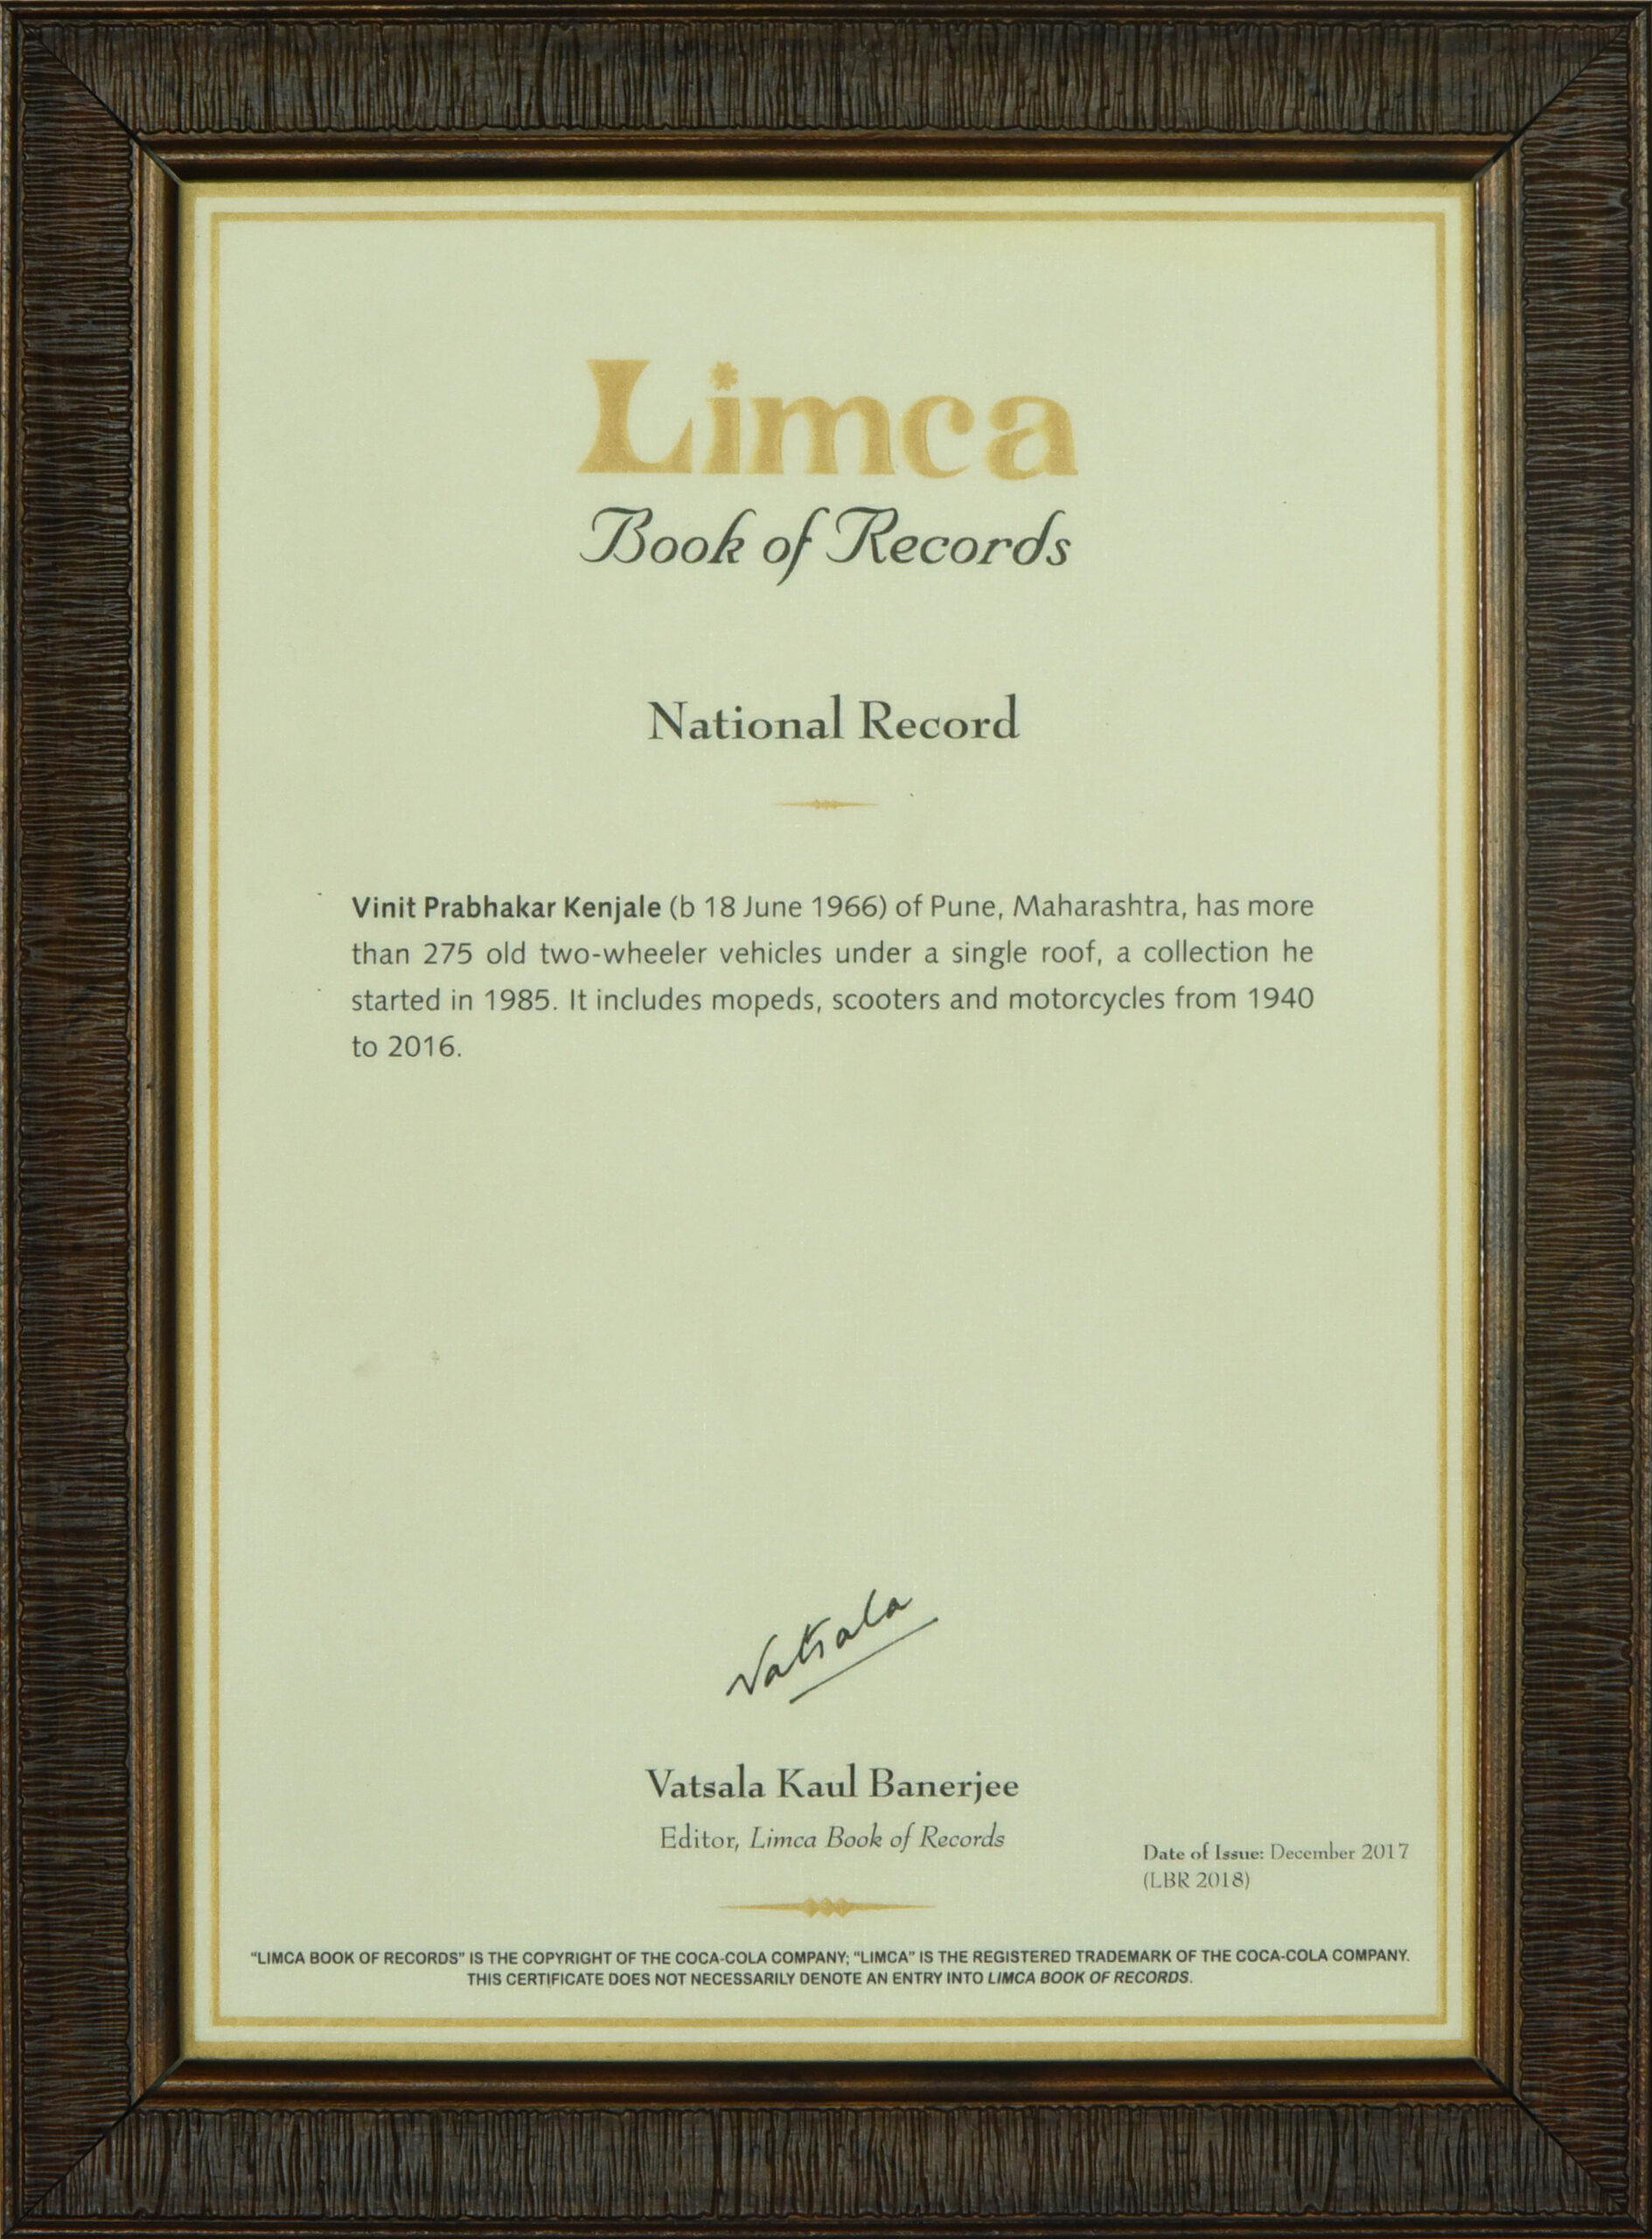 Limca
Book of Records
National Record
Vinit Prabhakar Kenjale (b 18 June 1966) of Pune, Maharashtra, has more
than 275 old two-wheeler vehicles under a single roof, a collection he
started in 1985. It includes mopeds, scooters and motorcycles from 1940
to 2016.
Vatsala
Vatsala Kaul Banerjee
Editor, Limca Book of Records
Date of Issue: December 2017
(LBR 2018)
"LIMCA BOOK OF RECORDS" IS THE COPYRIGHT OF THE COCA-COLA COMPANY; "LIMCA" IS THE REGISTERED TRADEMARK OF THE COCA-COLA COMPANY.
THIS CERTIFICATE DOES NOT NECESSARILY DENOTE AN ENTRY INTO LIMCA BOOK OF RECORDS.